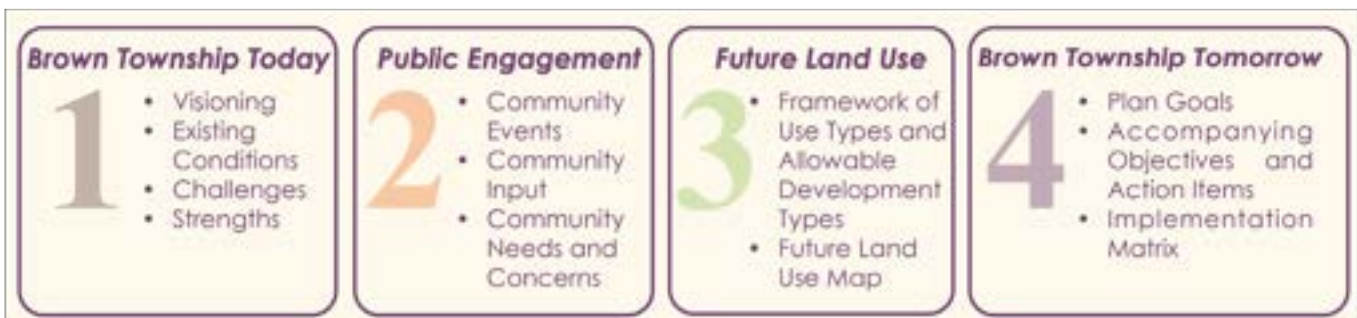 Brown Township Today
1
• Visioning
• Existing
Conditions
• Challenges
• Strengths
Public Engagement
2
• Community
Events
• Community
Input
• Community
Needs and
Concerns
Future Land Use
3
• Framework of
Use Types and
Allowable
Development
Types
• Future Land
Use Map
Brown Township Tomorrow
4
• Plan Goals
• Accompanying
Objectives and
Action Items
• Implementation
Matrix